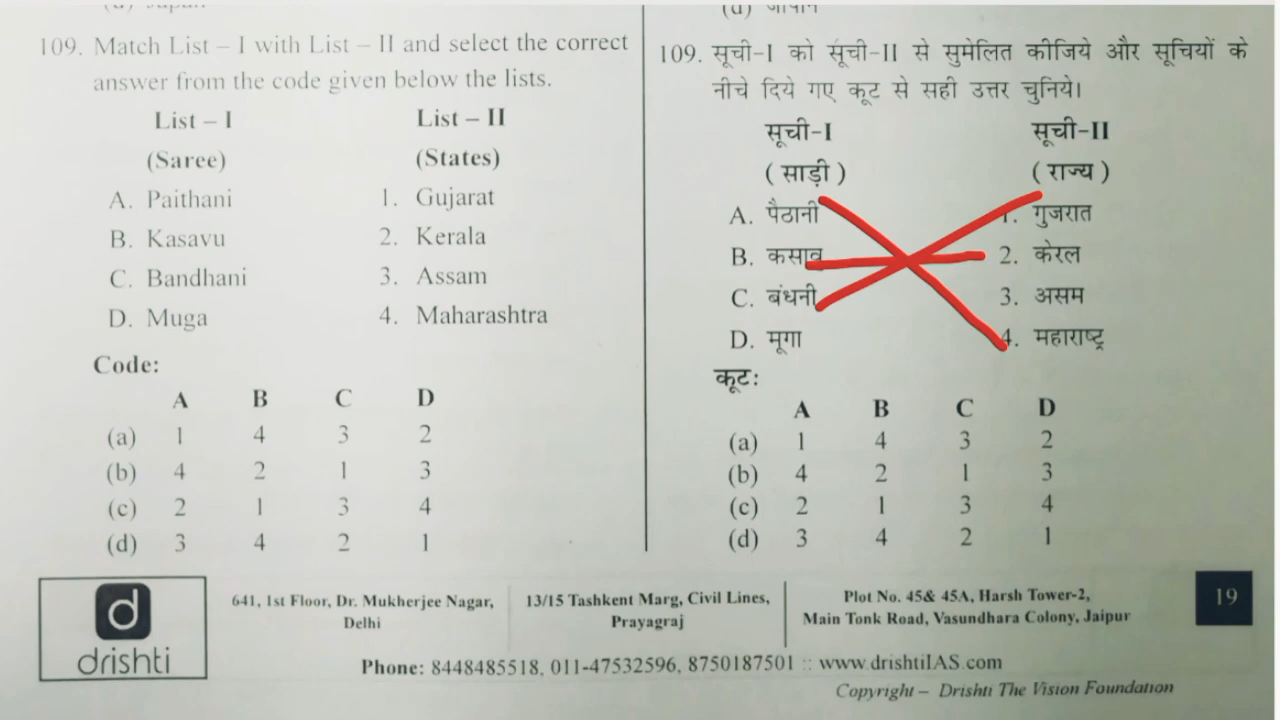 109. Match List – I with List – II and select the correct
answer from the code given below the lists.
List – I List – II
(Saree) (States)
A. Paithani 1. Gujarat
B. Kasavu 2. Kerala
C. Bandhani 3. Assam
D. Muga 4. Maharashtra
Code:
A B C D
(a) 1 4 3 2
(b) 4 2 1 3
(c) 2 1 3 4
(d) 3 4 2 1
(d) जापान
109. सूची-I को सूची-II से सुमेलित कीजिये और सूचियों के
नीचे दिये गए कूट से सही उत्तर चुनिये।
सूची-I सूची-II
(साड़ी) (राज्य)
A. पैठानी 1. गुजरात
B. कसाव 2. केरल
C. बंधनी 3. असम
D. मूगा 4. महाराष्ट्र
कूट:
A B C D
(a) 1 4 3 2
(b) 4 2 1 3
(c) 2 1 3 4
(d) 3 4 2 1
d
drishti
641, 1st Floor, Dr. Mukherjee Nagar,
Delhi
13/15 Tashkent Marg, Civil Lines,
Prayagraj
Plot No. 45& 45A, Harsh Tower-2,
Main Tonk Road, Vasundhara Colony, Jaipur
19
Phone: 8448485518, 011-47532596, 8750187501 :: www.drishtiIAS.com
Copyright – Drishti The Vision Foundation